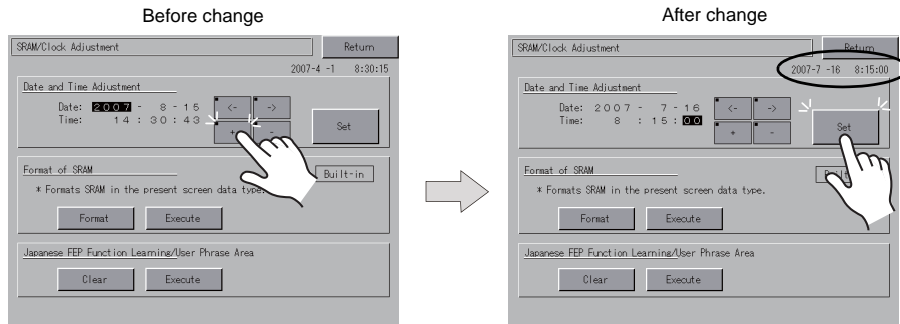 Before change
SRAM/Clock Adjustment
Return
2007-4 -1 8:30:15
Date and Time Adjustment
Date: 2007 - 8 - 15
Time: 14 : 30 : 43
<- ->
+ -
Set
Format of SRAM
Built-in
* Formats SRAM in the present screen data type.
Format Execute
Japanese FEP Function Learning/User Phrase Area
Clear Execute
After change
SRAM/Clock Adjustment
Return
2007-7 -16 8:15:00
Date and Time Adjustment
Date: 2007 - 7 - 16
Time: 8 : 15 : 00
<- ->
+ -
Set
Format of SRAM
* Formats SRAM in the present screen data type.
Format Execute
Japanese FEP Function Learning/User Phrase Area
Clear Execute